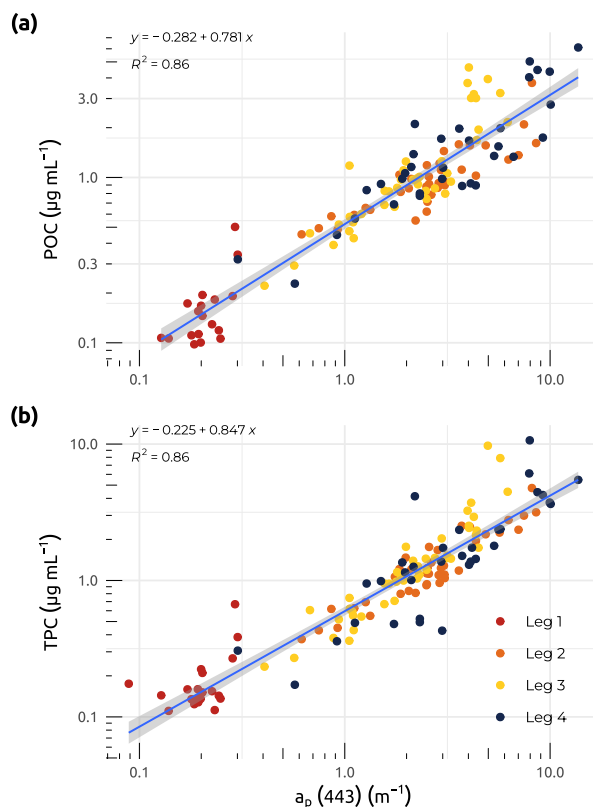 (a)
y = −0.282 + 0.781 x
R² = 0.86
3.0
1.0
0.3
0.1
POC (µg mL⁻¹)
0.1 1.0 10.0
(b)
y = −0.225 + 0.847 x
R² = 0.86
10.0
1.0
0.1
TPC (µg mL⁻¹)
Leg 1
Leg 2
Leg 3
Leg 4
0.1 1.0 10.0
aₚ (443) (m⁻¹)